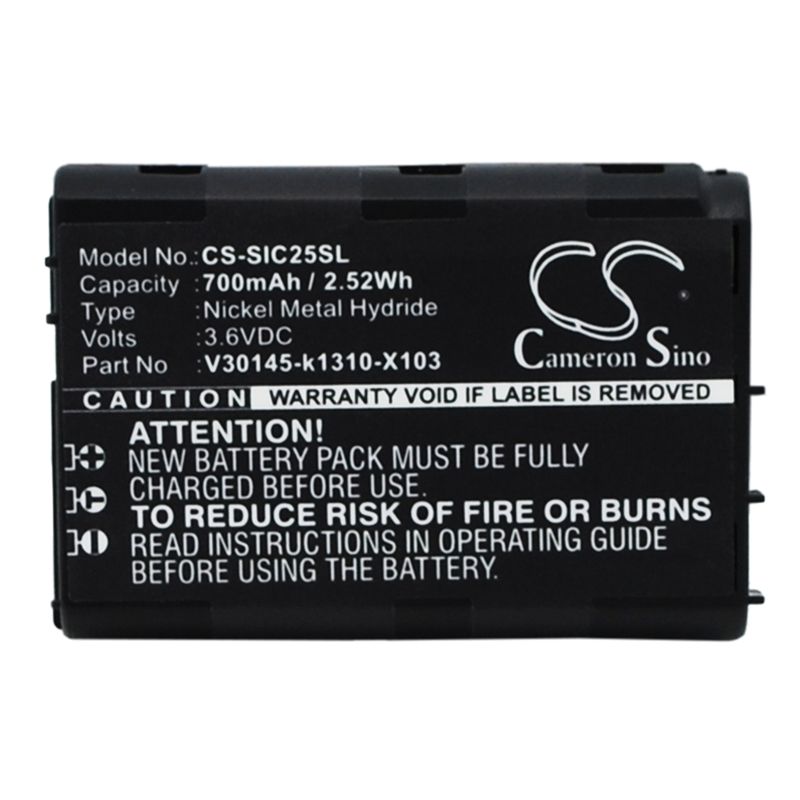 Model No.: CS-SIC25SL
Capacity : 700mAh / 2.52Wh
Type : Nickel Metal Hydride
Volts : 3.6VDC
Part No : V30145-k1310-X103
CS
Cameron Sino
CAUTION WARRANTY VOID IF LABEL IS REMOVED
ATTENTION!
NEW BATTERY PACK MUST BE FULLY
CHARGED BEFORE USE.
TO REDUCE RISK OF FIRE OR BURNS
READ INSTRUCTIONS IN OPERATING GUIDE
BEFORE USING THE BATTERY.